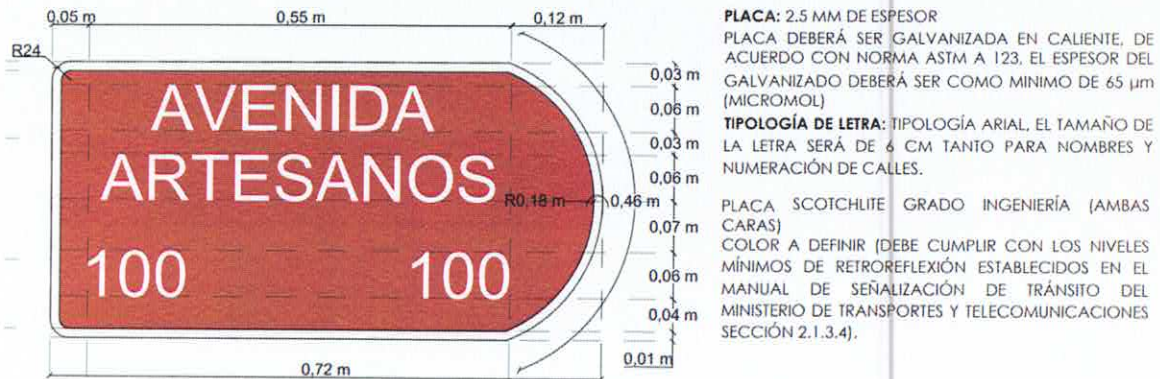 0,05 m 0,55 m 0,12 m
R24
AVENIDA
ARTESANOS
100 100
R0,18 m 0,46 m
0,03 m
0,06 m
0,03 m
0,06 m
0,07 m
0,06 m
0,04 m
0,01 m
0,72 m
PLACA: 2.5 MM DE ESPESOR
PLACA DEBERÁ SER GALVANIZADA EN CALIENTE, DE
ACUERDO CON NORMA ASTM A 123. EL ESPESOR DEL
GALVANIZADO DEBERÁ SER COMO MINIMO DE 65 µm
(MICROMOL)
TIPOLOGÍA DE LETRA: TIPOLOGÍA ARIAL, EL TAMAÑO DE
LA LETRA SERÁ DE 6 CM TANTO PARA NOMBRES Y
NUMERACIÓN DE CALLES.
PLACA SCOTCHLITE GRADO INGENIERÍA (AMBAS
CARAS)
COLOR A DEFINIR (DEBE CUMPLIR CON LOS NIVELES
MÍNIMOS DE RETROREFLEXIÓN ESTABLECIDOS EN EL
MANUAL DE SEÑALIZACIÓN DE TRÁNSITO DEL
MINISTERIO DE TRANSPORTES Y TELECOMUNICACIONES
SECCIÓN 2.1.3.4).